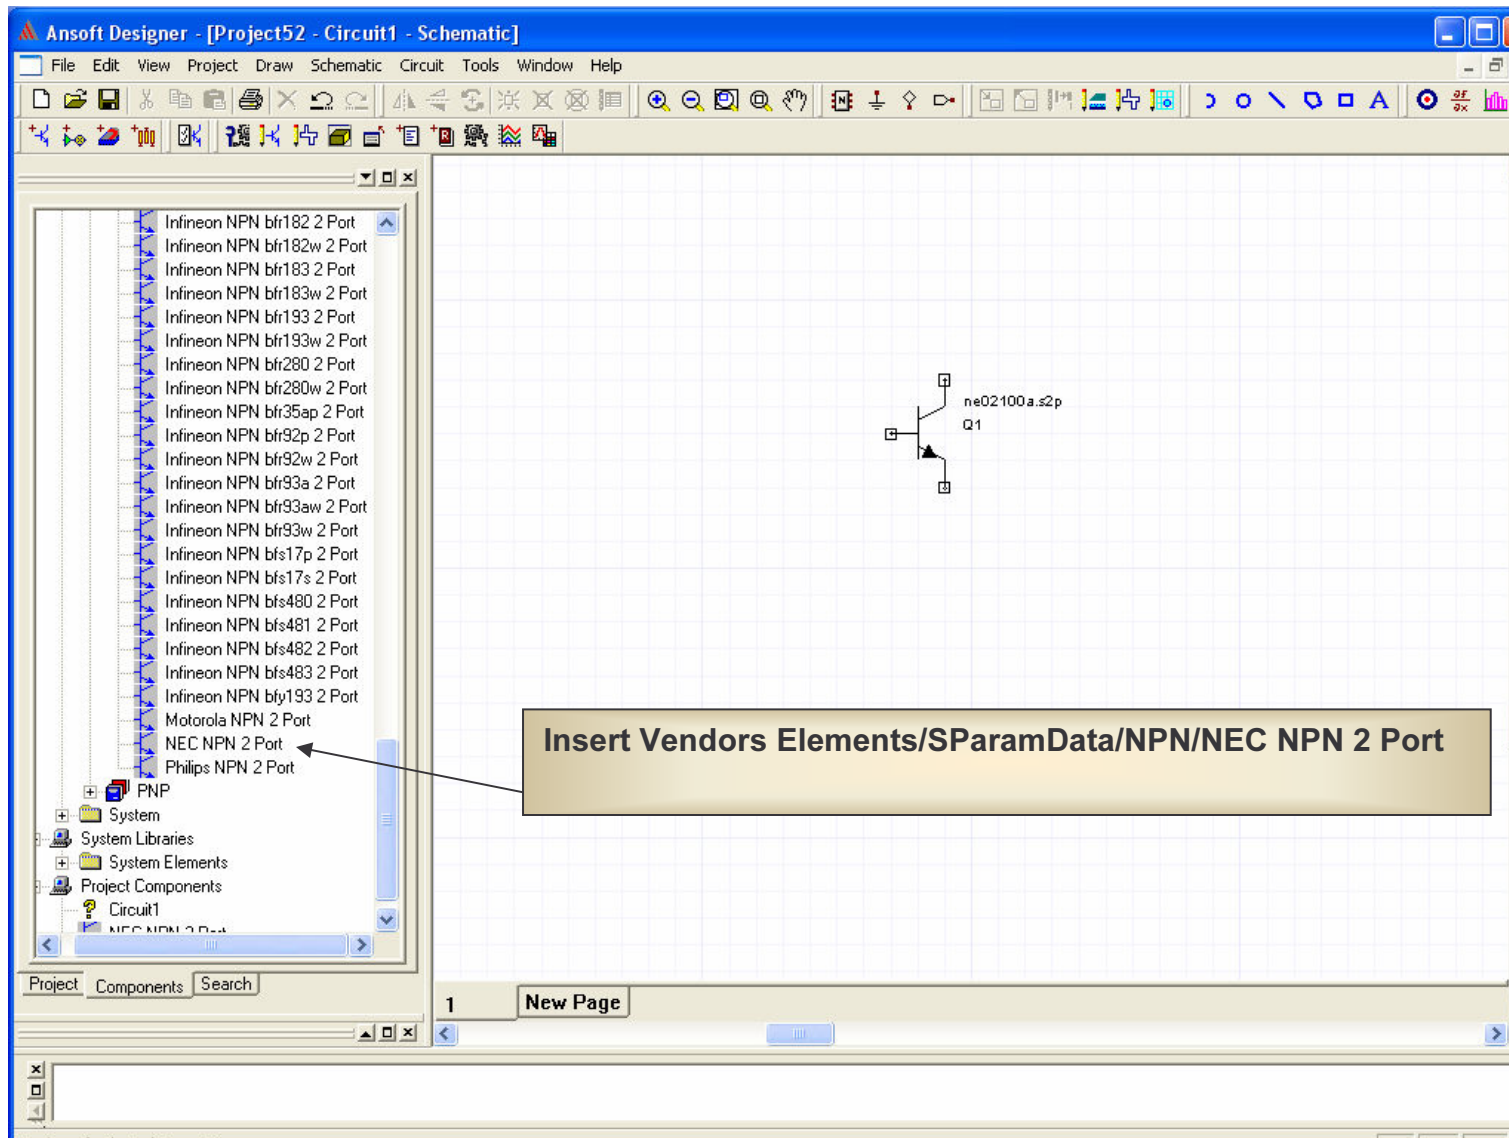 Ansoft Designer - [Project52 - Circuit1 - Schematic]
File Edit View Project Draw Schematic Circuit Tools Window Help
Infineon NPN bfr182 2 Port
Infineon NPN bfr182w 2 Port
Infineon NPN bfr183 2 Port
Infineon NPN bfr183w 2 Port
Infineon NPN bfr193 2 Port
Infineon NPN bfr193w 2 Port
Infineon NPN bfr280 2 Port
Infineon NPN bfr280w 2 Port
Infineon NPN bfr35ap 2 Port
Infineon NPN bfr92p 2 Port
Infineon NPN bfr92w 2 Port
Infineon NPN bfr93a 2 Port
Infineon NPN bfr93aw 2 Port
Infineon NPN bfr93w 2 Port
Infineon NPN bfs17p 2 Port
Infineon NPN bfs17s 2 Port
Infineon NPN bfs480 2 Port
Infineon NPN bfs481 2 Port
Infineon NPN bfs482 2 Port
Infineon NPN bfs483 2 Port
Infineon NPN bfy193 2 Port
Motorola NPN 2 Port
NEC NPN 2 Port
Philips NPN 2 Port
PNP
System
System Libraries
System Elements
Project Components
Circuit1
NEC NPN 2 Port
Project Components Search
ne02100a.s2p
Q1
Insert Vendors Elements/SParamData/NPN/NEC NPN 2 Port
1 New Page